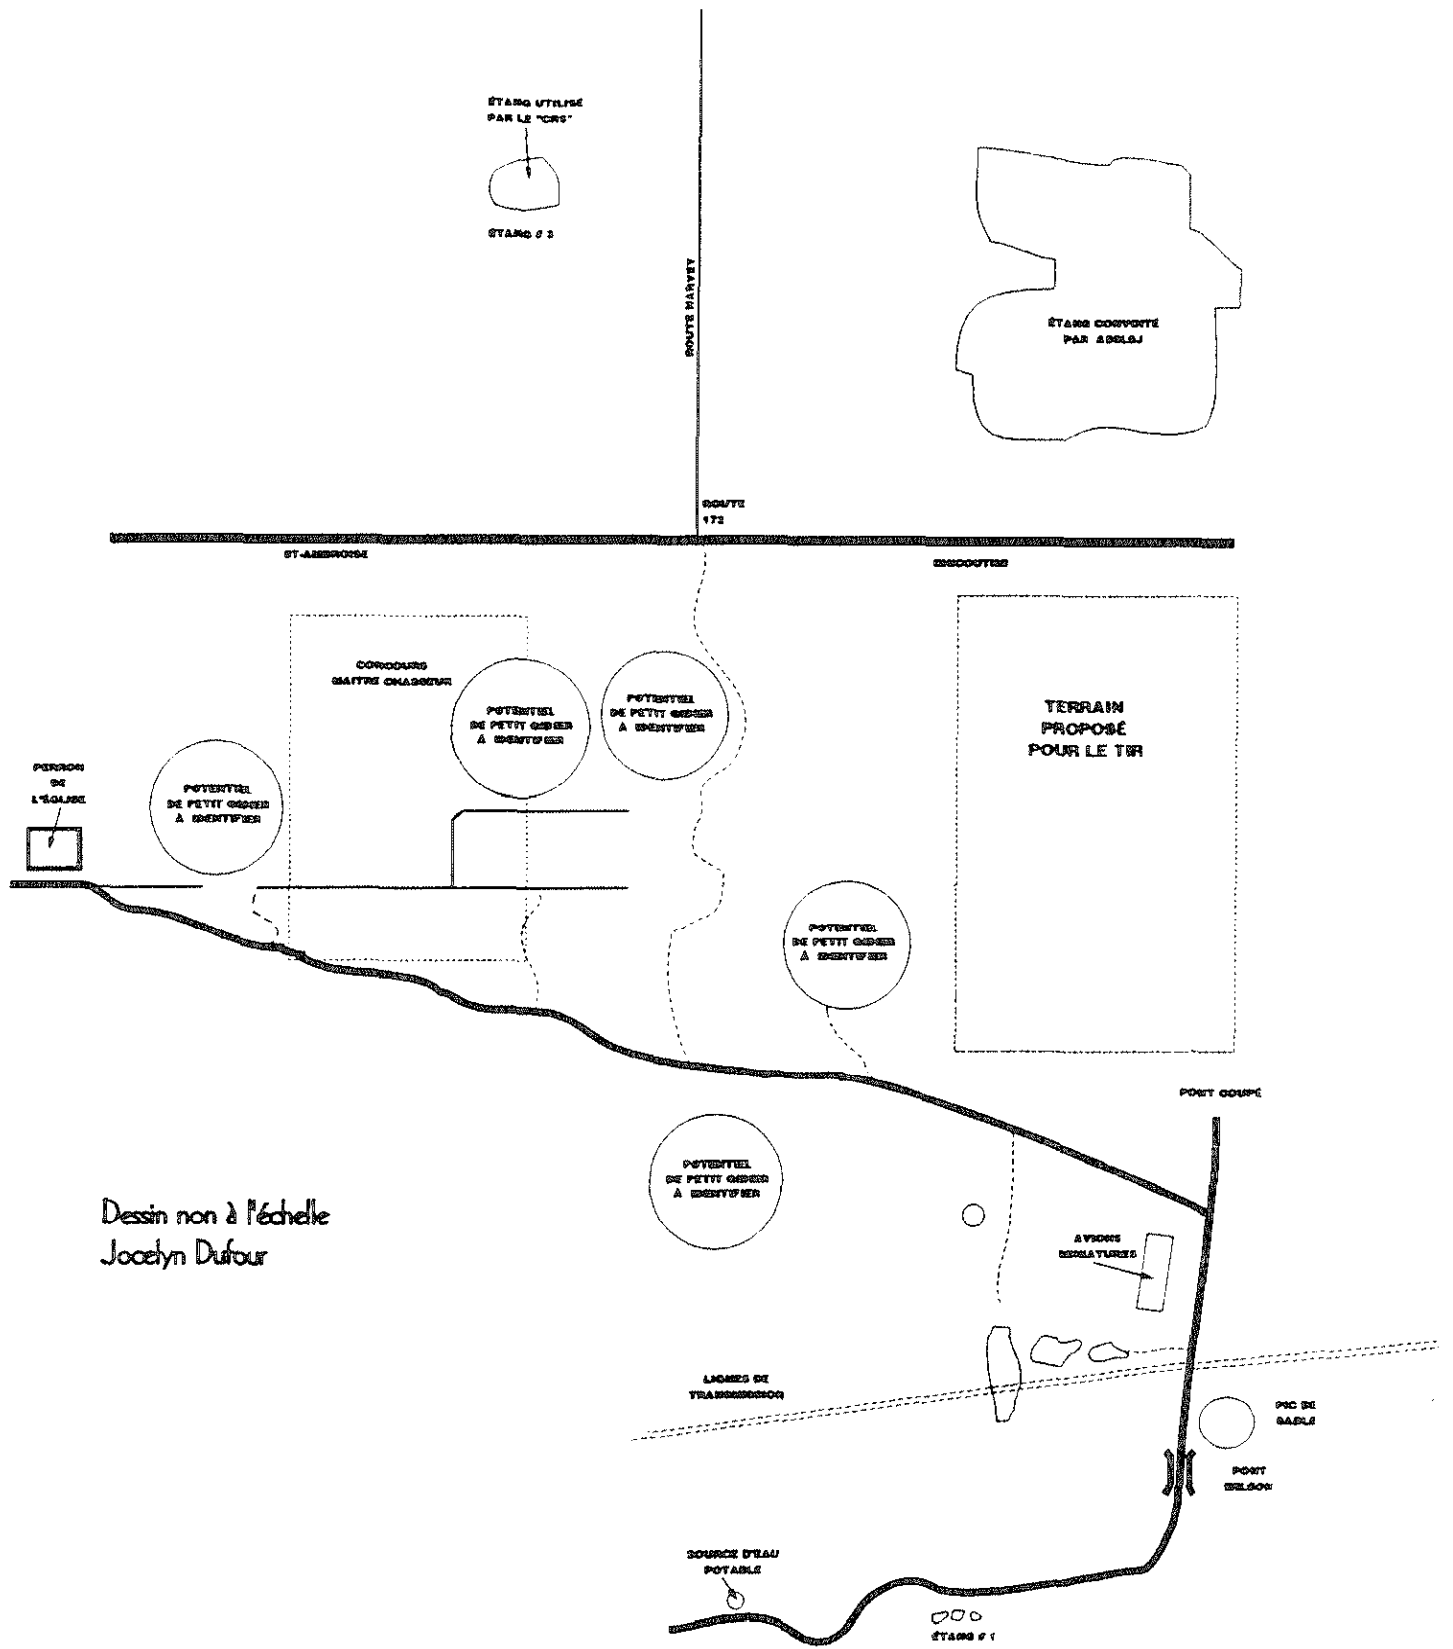 ÉTANG UTILISÉ
PAR LE "CRS"
ÉTANG #
ROUTE HARVEY
ÉTANG CONVOITÉ
PAR
ROUTE
172
ST-AMBROISE
CHICOUTIMI
CONCOURS
MAITRE CHASSEUR
POTENTIEL
DE PETIT GIBIER
À IDENTIFIER
POTENTIEL
DE PETIT GIBIER
À IDENTIFIER
TERRAIN
PROPOSÉ
POUR LE TIR
PERRON
DE
L'ÉGLISE
POTENTIEL
DE PETIT GIBIER
À IDENTIFIER
POTENTIEL
DE PETIT GIBIER
À IDENTIFIER
PONT COUPÉ
POTENTIEL
DE PETIT GIBIER
À IDENTIFIER
Dessin non à l'échelle
Jocelyn Dufour
AVIONS
MINIATURES
LIGNES DE
TRANSMISSION
PIC DE
SABLE
PONT
SOURCE D'EAU
POTABLE
ÉTANG # 1